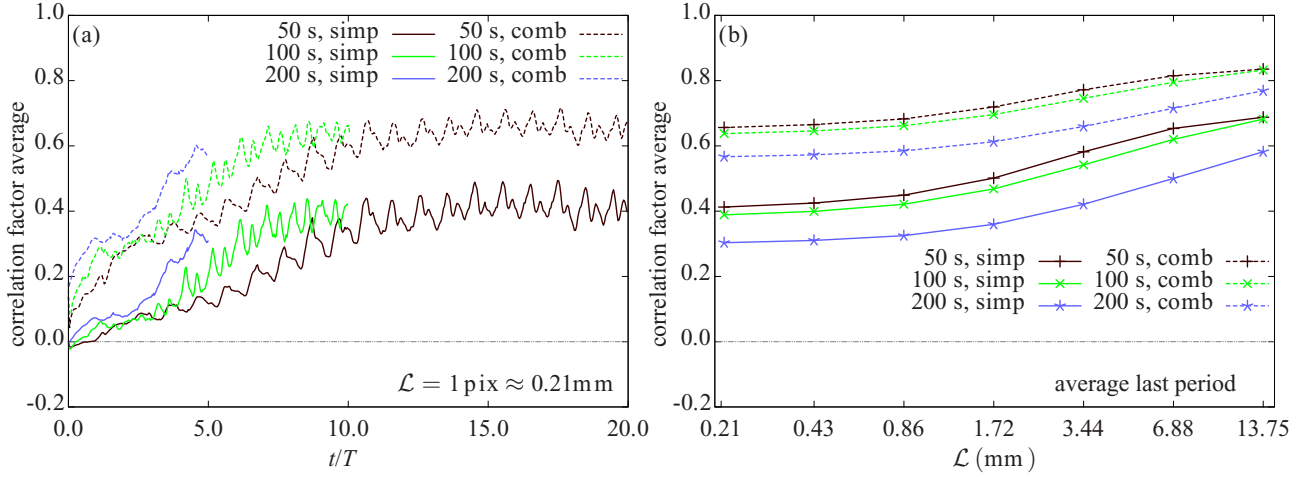 (a)
50 s, simp 50 s, comb
100 s, simp 100 s, comb
200 s, simp 200 s, comb
1.0
0.8
0.6
0.4
0.2
0.0
-0.2
correlation factor average
ℒ = 1 pix ≈ 0.21mm
0.0 5.0 10.0 15.0 20.0
t/T
(b)
1.0
0.8
0.6
0.4
0.2
0.0
-0.2
correlation factor average
50 s, simp 50 s, comb
100 s, simp 100 s, comb
200 s, simp 200 s, comb
average last period
0.21 0.43 0.86 1.72 3.44 6.88 13.75
ℒ (mm)